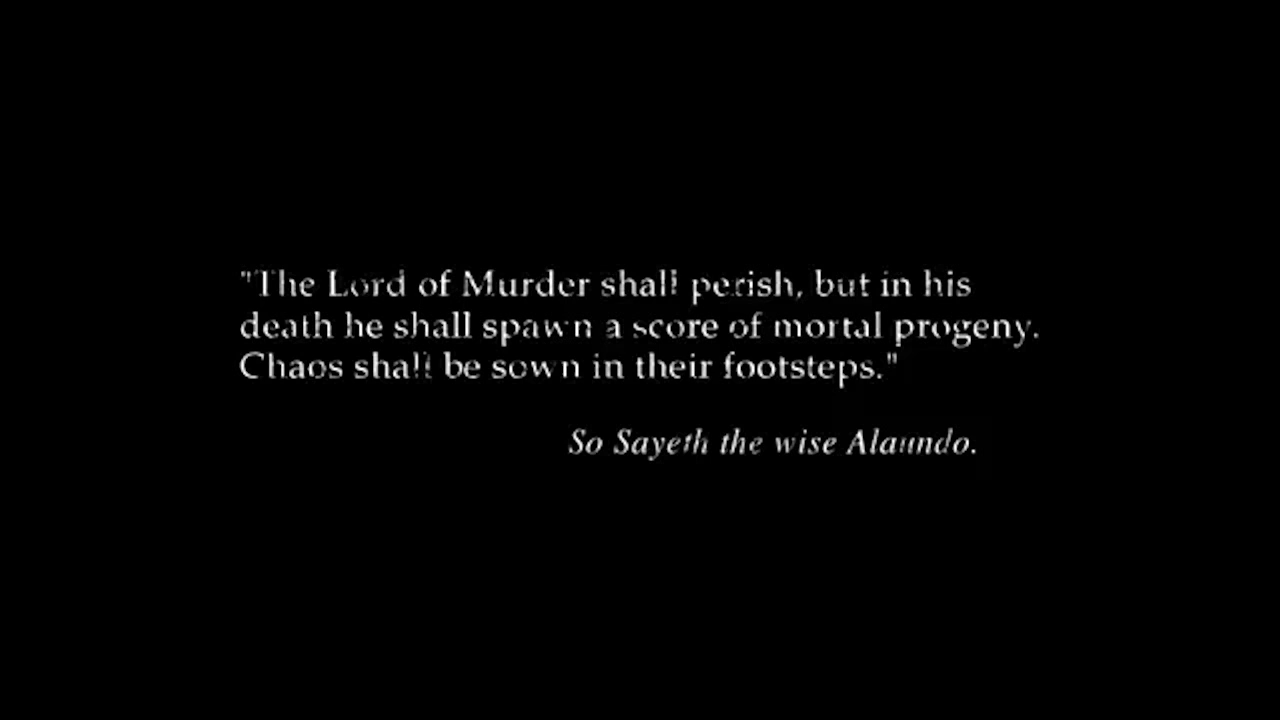 "The Lord of Murder shall perish, but in his
death he shall spawn a score of mortal progeny.
Chaos shall be sown in their footsteps."
So Sayeth the wise Alaundo.